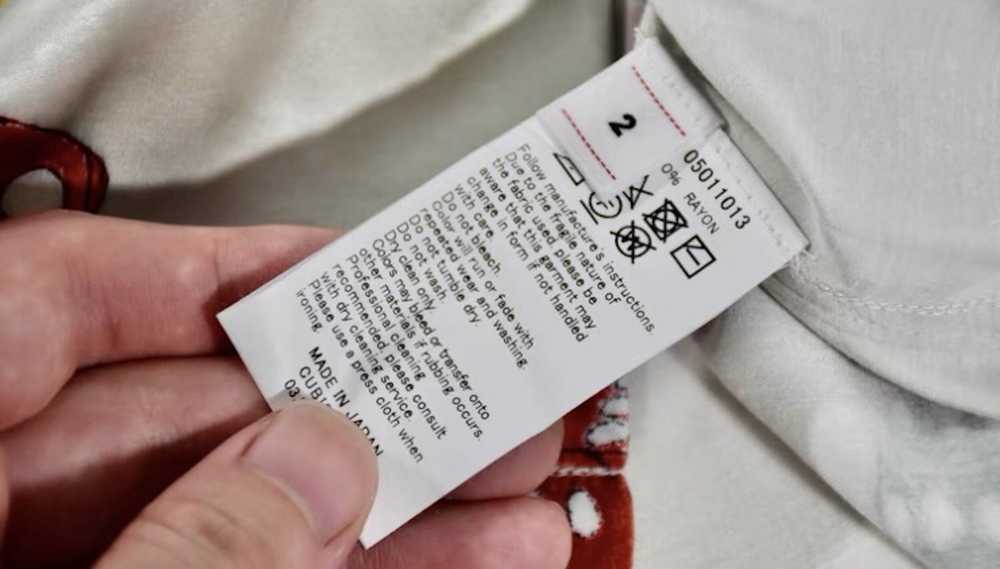 2
05011013
0% RAYON
Follow manufacture's instructions.
Due to the fragile nature of
the fabric used please be
aware that this garment may
change in form if not handled
with care.
Do not bleach.
Color will run or fade with
repeated wear and washing.
Do not wash.
Do not tumble dry.
Dry clean only
Colors may bleed or transfer onto
other materials if rubbing occurs.
Professional cleaning
recommended,please consult
with dry cleaning service.
Please use a press cloth when
ironing.
MADE IN JAPAN
CUBI
03.